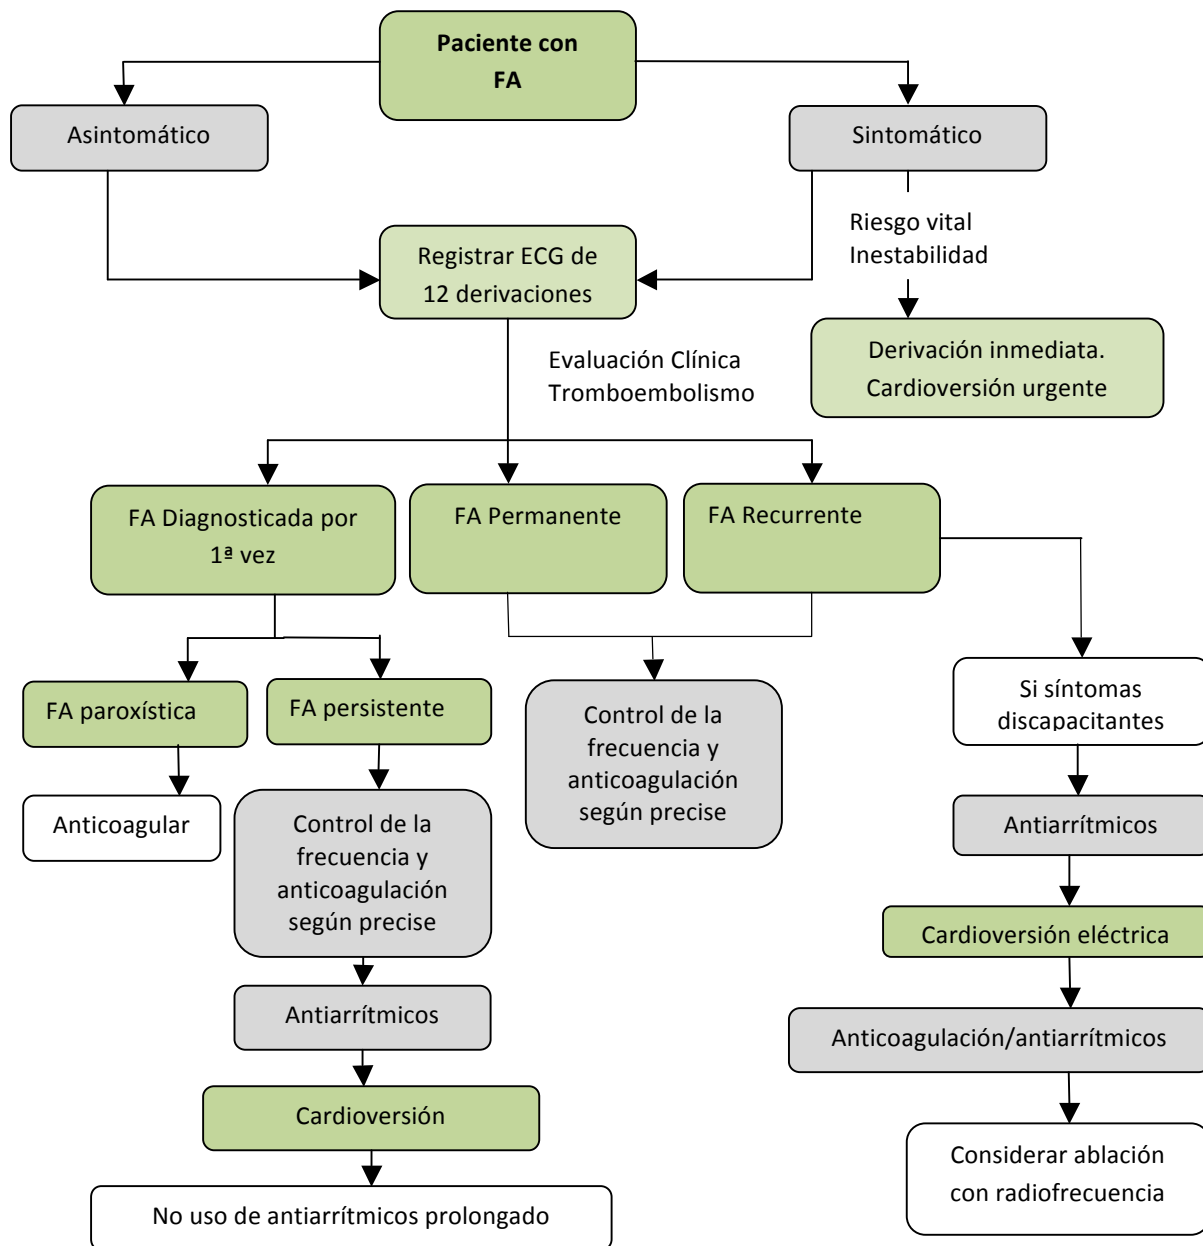 Paciente con
FA
Asintomático
Sintomático
Riesgo vital
Inestabilidad
Registrar ECG de
12 derivaciones
Derivación inmediata.
Cardioversión urgente
Evaluación Clínica
Tromboembolismo
FA Diagnosticada por
1ª vez
FA Permanente
FA Recurrente
FA paroxística
FA persistente
Control de la
frecuencia y
anticoagulación
según precise
Si síntomas
discapacitantes
Anticoagular
Control de la
frecuencia y
anticoagulación
según precise
Antiarrítmicos
Cardioversión eléctrica
Antiarrítmicos
Anticoagulación/antiarrítmicos
Cardioversión
Considerar ablación
con radiofrecuencia
No uso de antiarrítmicos prolongado